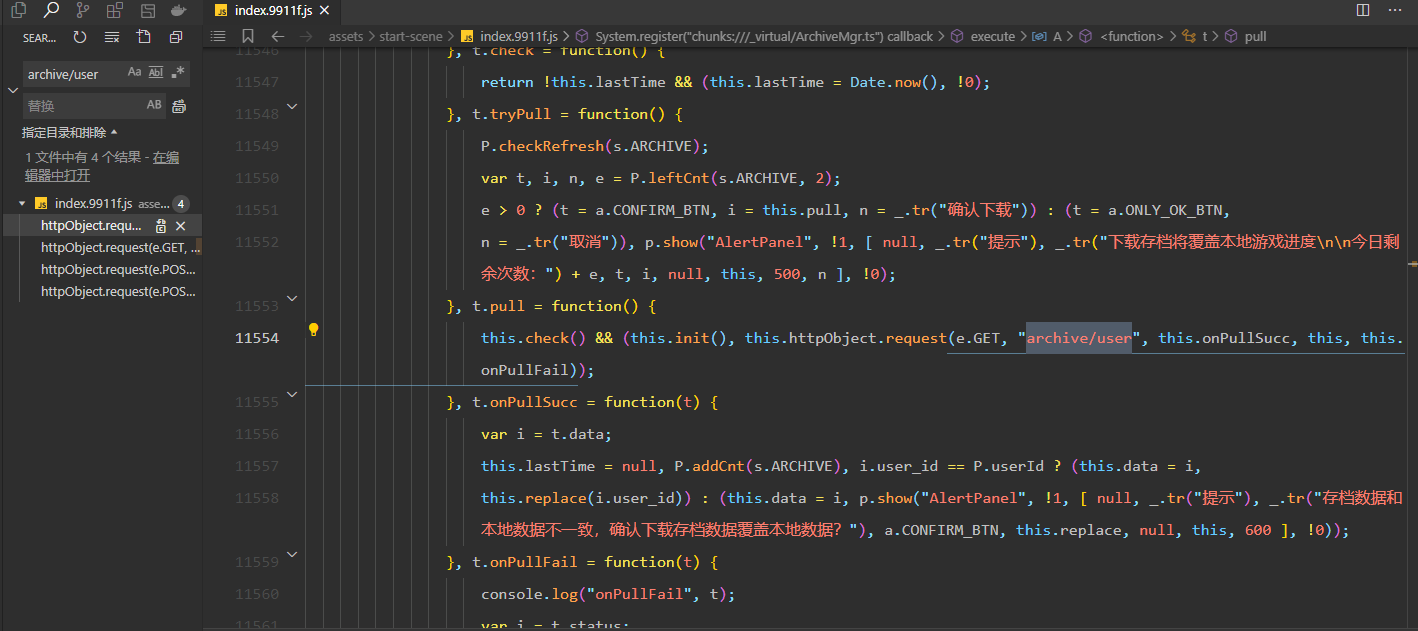 index.9911f.js
SEAR...
assets > start-scene > index.9911f.js > System.register("chunks:///_virtual/ArchiveMgr.ts") callback > execute > A > <function> > t > pull
archive/user
Aa Abl .*
替换
AB
指定目录和排除
1 文件中有 4 个结果 - 在编
辑器中打开
index.9911f.js asse... 4
httpObject.requ...
httpObject.request(e.GET, ...
httpObject.request(e.POS...
httpObject.request(e.POS...
11546 }, t.check = function() {
11547 return !this.lastTime && (this.lastTime = Date.now(), !0);
11548 }, t.tryPull = function() {
11549 P.checkRefresh(s.ARCHIVE);
11550 var t, i, n, e = P.leftCnt(s.ARCHIVE, 2);
11551 e > 0 ? (t = a.CONFIRM_BTN, i = this.pull, n = _.tr("确认下载")) : (t = a.ONLY_OK_BTN,
11552 n = _.tr("取消")), p.show("AlertPanel", !1, [ null, _.tr("提示"), _.tr("下载存档将覆盖本地游戏进度\n\n今日剩
余次数：") + e, t, i, null, this, 500, n ], !0);
11553 }, t.pull = function() {
11554 this.check() && (this.init(), this.httpObject.request(e.GET, "archive/user", this.onPullSucc, this, this.
onPullFail));
11555 }, t.onPullSucc = function(t) {
11556 var i = t.data;
11557 this.lastTime = null, P.addCnt(s.ARCHIVE), i.user_id == P.userId ? (this.data = i,
11558 this.replace(i.user_id)) : (this.data = i, p.show("AlertPanel", !1, [ null, _.tr("提示"), _.tr("存档数据和
本地数据不一致，确认下载存档数据覆盖本地数据？"), a.CONFIRM_BTN, this.replace, null, this, 600 ], !0));
11559 }, t.onPullFail = function(t) {
11560 console.log("onPullFail", t);
11561 var i = t.status;